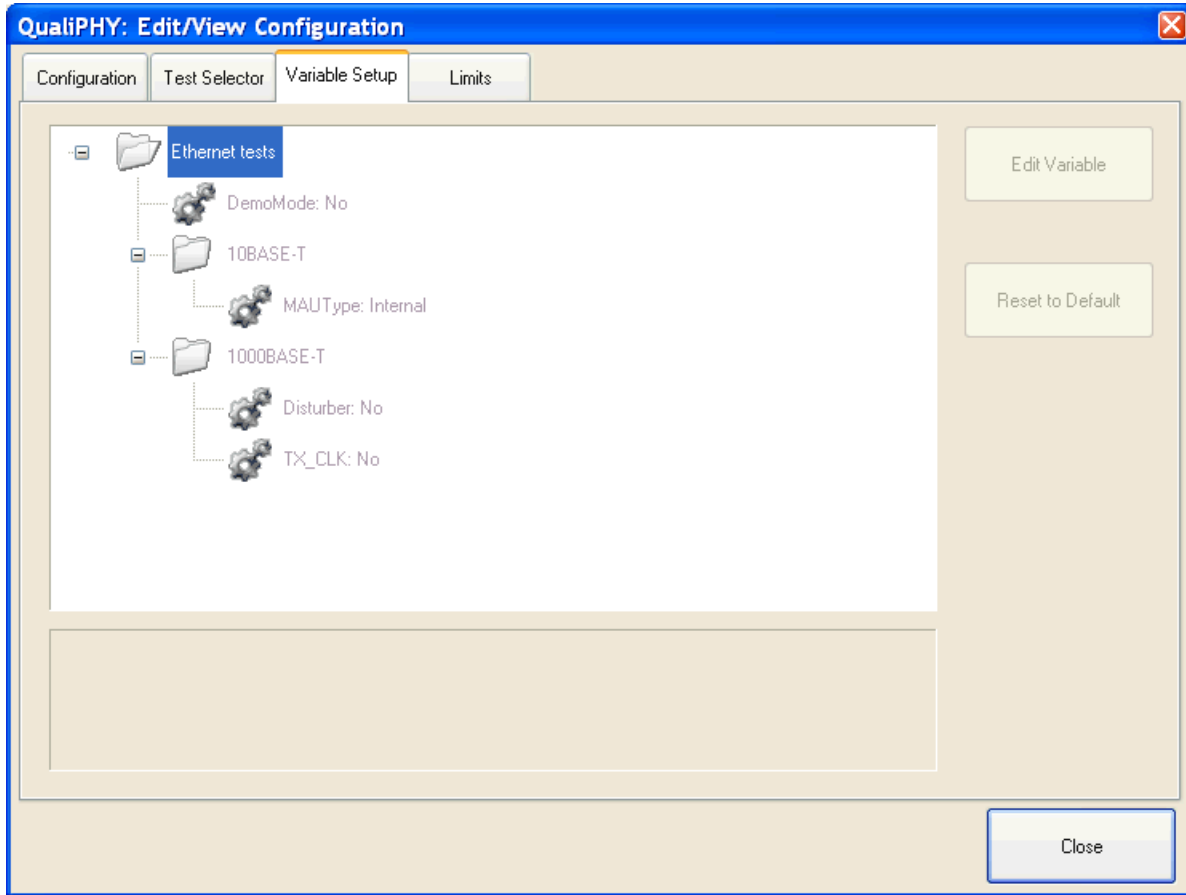 QualiPHY: Edit/View Configuration
Configuration
Test Selector
Variable Setup
Limits
Ethernet tests
Edit Variable
DemoMode: No
10BASE-T
Reset to Default
MAUType: Internal
1000BASE-T
Disturber: No
TX_CLK: No
Close